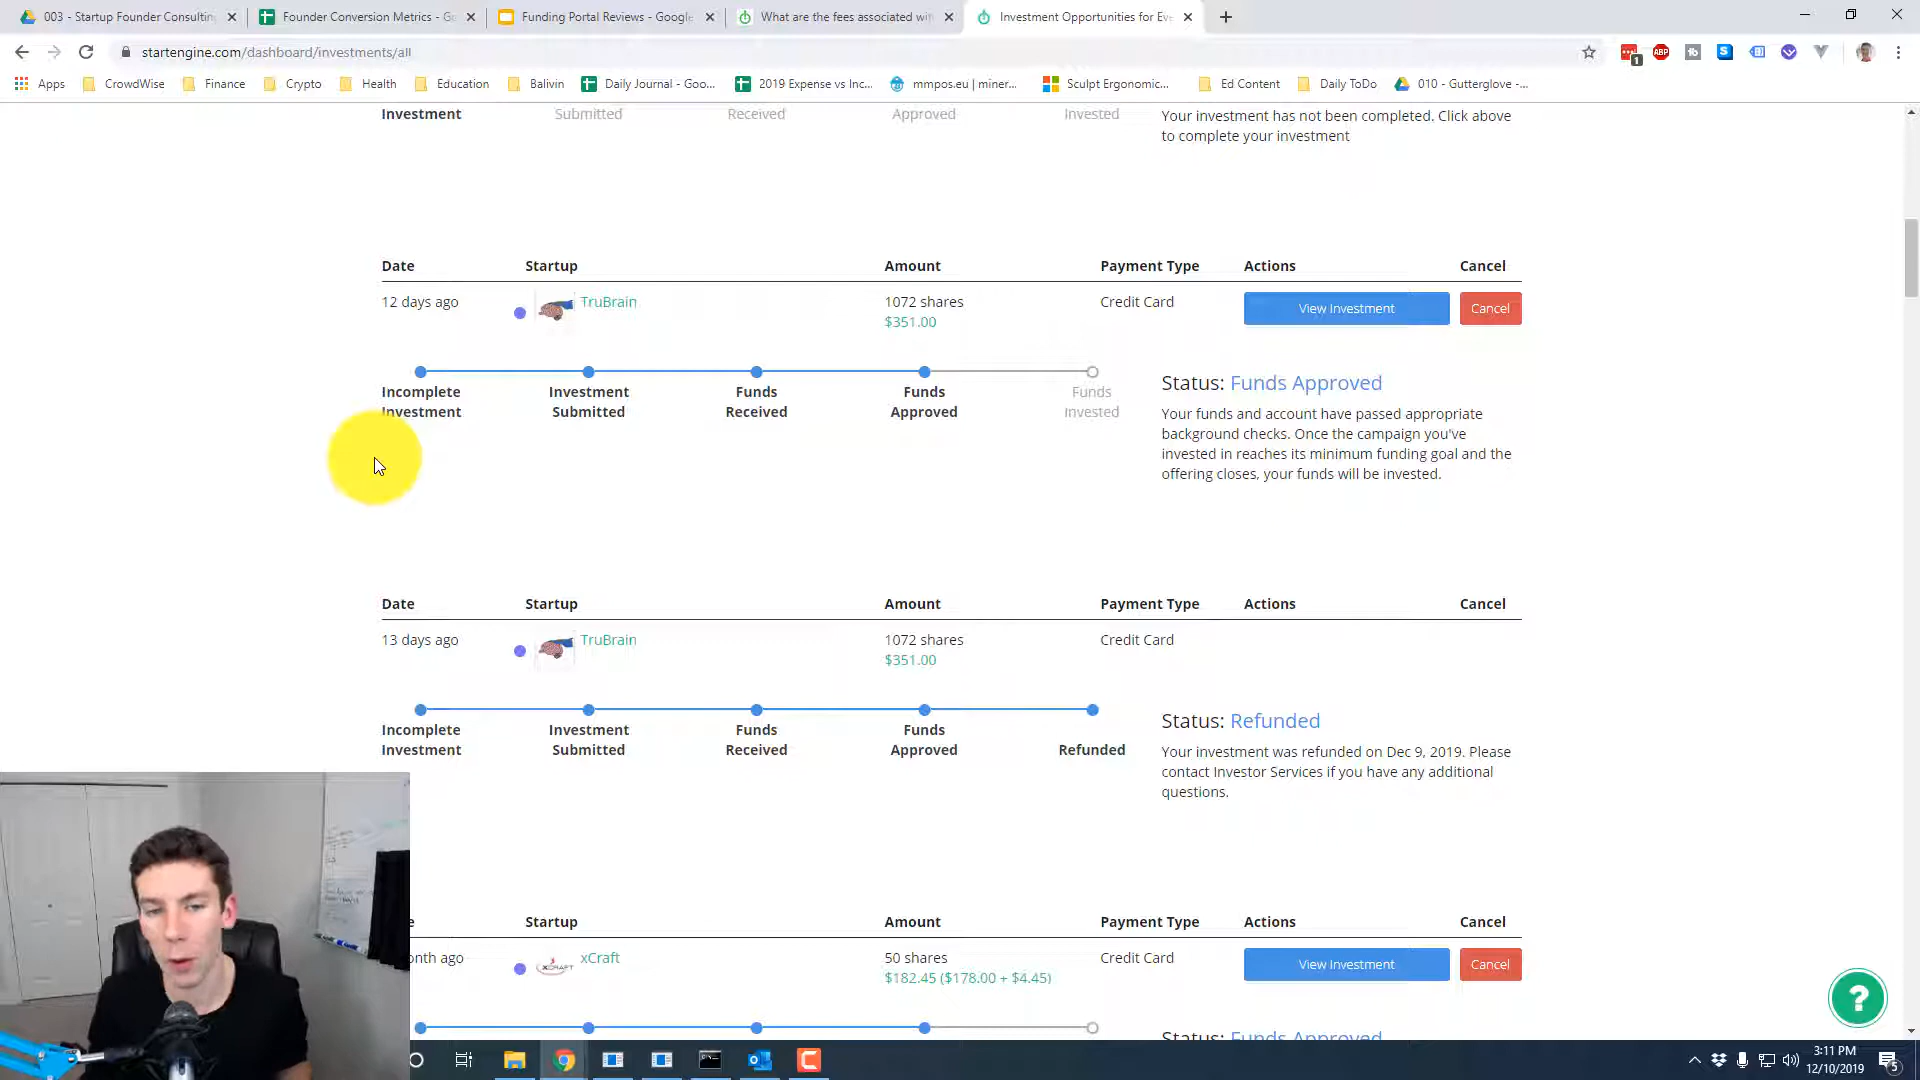 003 - Startup Founder Consultin
Founder Conversion Metrics - Go
Funding Portal Reviews - Google
What are the fees associated wit
Investment Opportunities for Eve
startengine.com/dashboard/investments/all
Apps
CrowdWise
Finance
Crypto
Health
Education
Balivin
Daily Journal - Goo...
2019 Expense vs Inc...
mmpos.eu | miner...
Sculpt Ergonomic...
Ed Content
Daily ToDo
010 - Gutterglove -...
Investment
Submitted
Received
Approved
Invested
Your investment has not been completed. Click above
to complete your investment
Date
Startup
Amount
Payment Type
Actions
Cancel
12 days ago
TruBrain
1072 shares
$351.00
Credit Card
View Investment
Cancel
Incomplete
Investment
Investment
Submitted
Funds
Received
Funds
Approved
Funds
Invested
Status: Funds Approved
Your funds and account have passed appropriate
background checks. Once the campaign you've
invested in reaches its minimum funding goal and the
offering closes, your funds will be invested.
Date
Startup
Amount
Payment Type
Actions
Cancel
13 days ago
TruBrain
1072 shares
$351.00
Credit Card
Incomplete
Investment
Investment
Submitted
Funds
Received
Funds
Approved
Refunded
Status: Refunded
Your investment was refunded on Dec 9, 2019. Please
contact Investor Services if you have any additional
questions.
Startup
Amount
Payment Type
Actions
Cancel
onth ago
XCRAFT
xCraft
50 shares
$182.45 ($178.00 + $4.45)
Credit Card
View Investment
Cancel
Status: Funds Approved
?
3:11 PM
12/10/2019
5